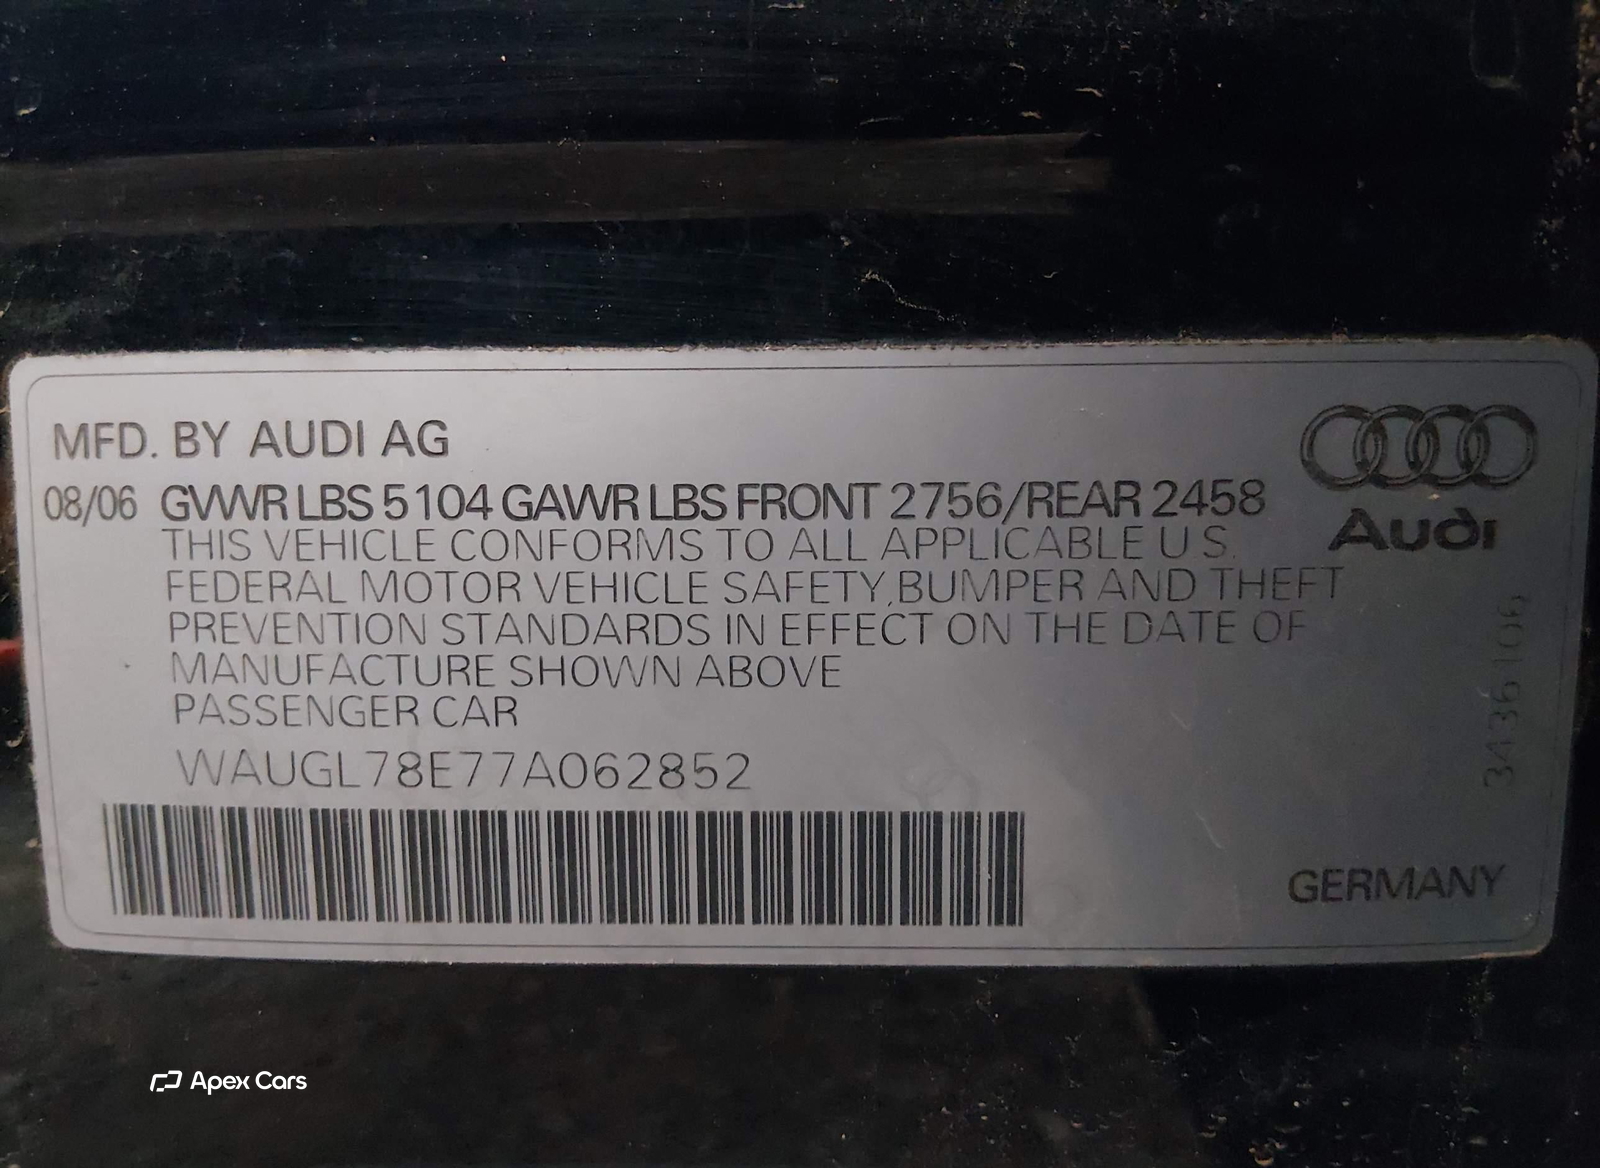 MFD. BY AUDI AG
08/06 GVWR LBS 5104 GAWR LBS FRONT 2756/REAR 2458
THIS VEHICLE CONFORMS TO ALL APPLICABLE U S.
FEDERAL MOTOR VEHICLE SAFETY, BUMPER AND THEFT
PREVENTION STANDARDS IN EFFECT ON THE DATE OF
MANUFACTURE SHOWN ABOVE
PASSENGER CAR
WAUGL78E77A062852
Audi
3436106
GERMANY
Apex Cars